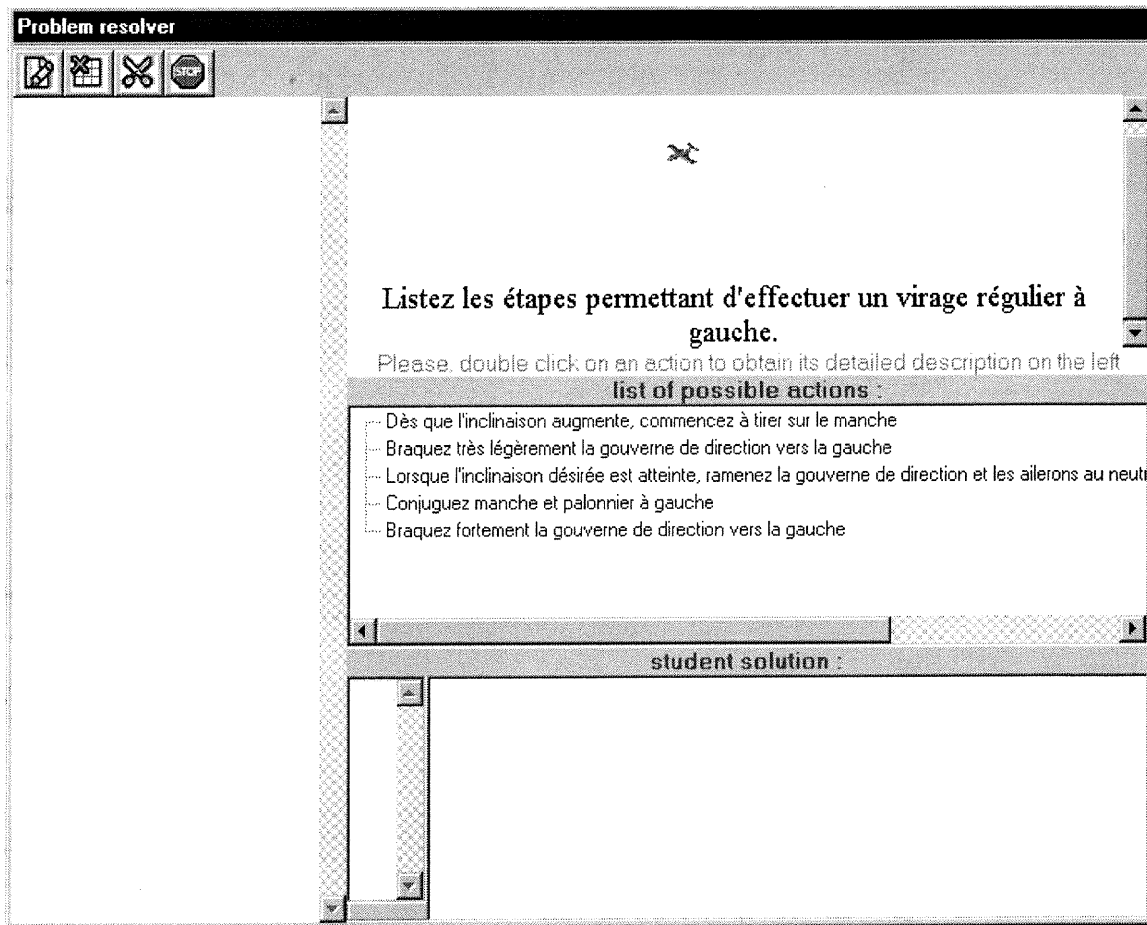 Problem resolver
STOP
Listez les étapes permettant d'effectuer un virage régulier à
gauche.
Please, double click on an action to obtain its detailed description on the left
list of possible actions :
Dès que l'inclinaison augmente, commencez à tirer sur le manche
Braquez très légèrement la gouverne de direction vers la gauche
Lorsque l'inclinaison désirée est atteinte, ramenez la gouverne de direction et les ailerons au neutr
Conjuguez manche et palonnier à gauche
Braquez fortement la gouverne de direction vers la gauche
student solution :